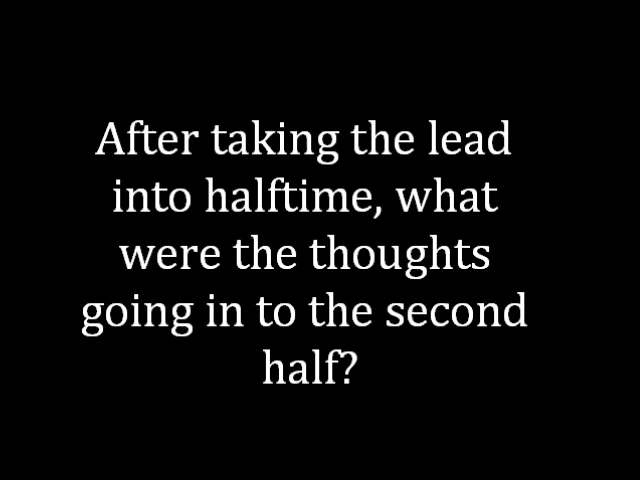 After taking the lead
into halftime, what
were the thoughts
going in to the second
half?